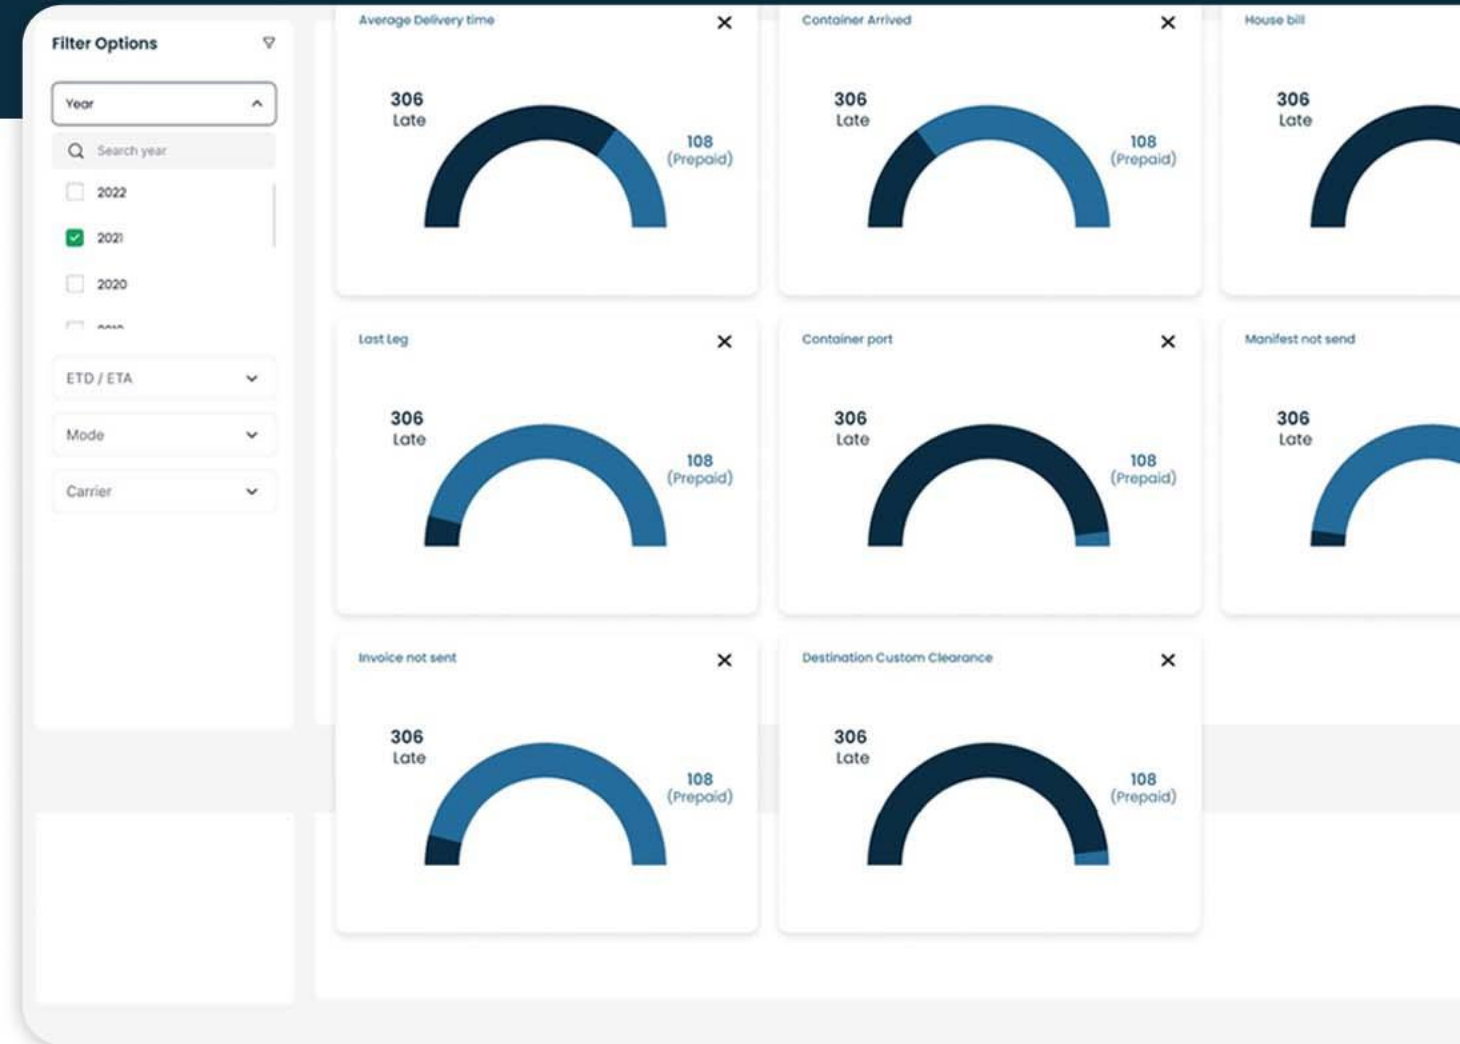 Filter Options
Year
Search year
2022
2021
2020
ETD / ETA
Mode
Carrier
Average Delivery time
306
Late
108
(Prepaid)
Container Arrived
306
Late
108
(Prepaid)
House bill
306
Late
Last Leg
306
Late
108
(Prepaid)
Container port
306
Late
108
(Prepaid)
Manifest not send
306
Late
Invoice not sent
306
Late
108
(Prepaid)
Destination Custom Clearance
306
Late
108
(Prepaid)